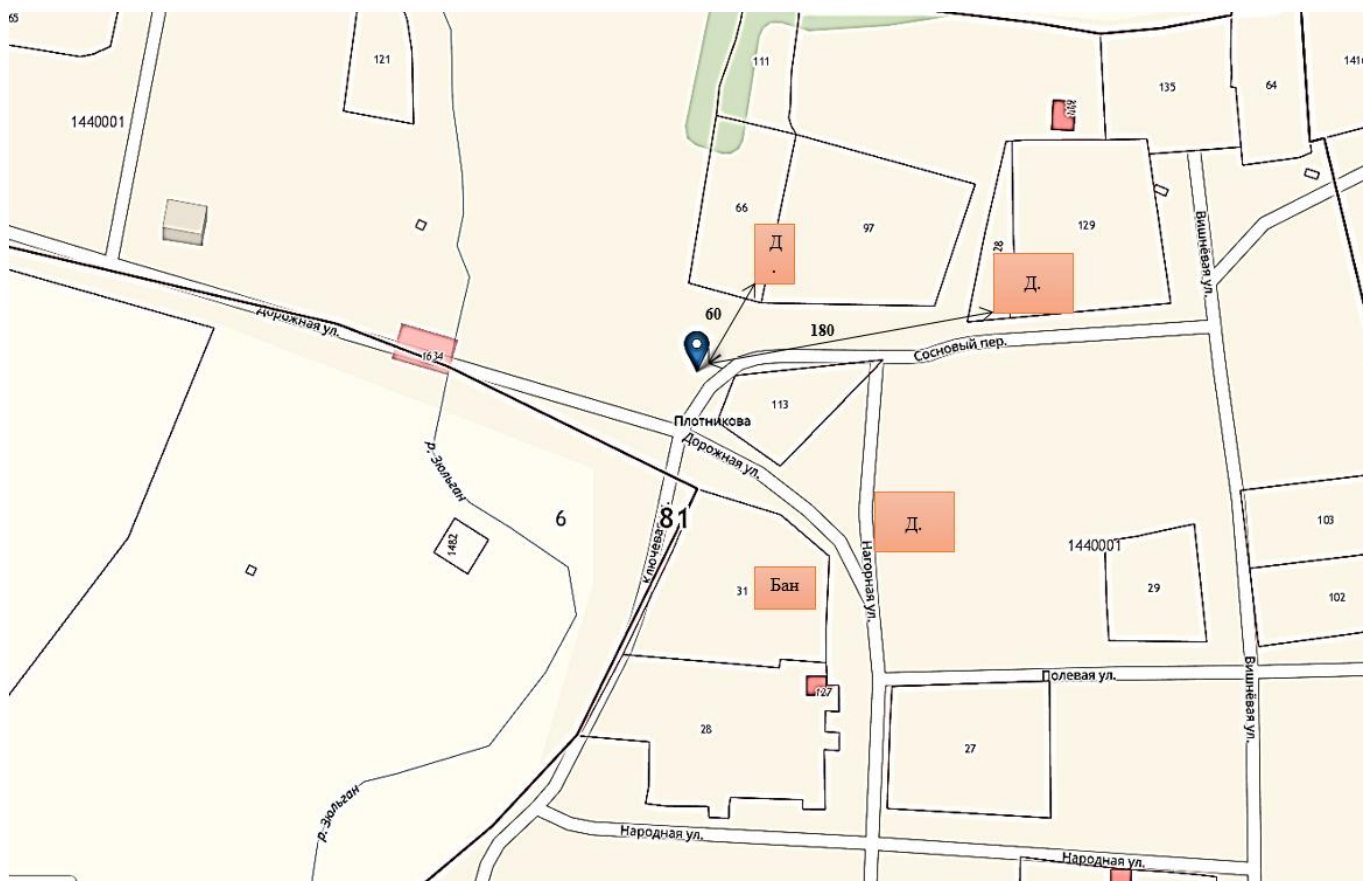 65
121
1440001
111
66
97
Д
.
60
180
135
64
1416
129
28
Д.
Вишнёвая ул.
Дорожная ул.
1634
Сосновый пер.
113
Плотникова
Дорожная ул.
р. Зюльган
6
81
1482
Ключевая
31
Бан
Д.
Нагорная ул.
1440001
29
103
102
Полевая ул.
Вишнёвая ул.
127
28
27
р. Зюльган
Народная ул.
Народная ул.